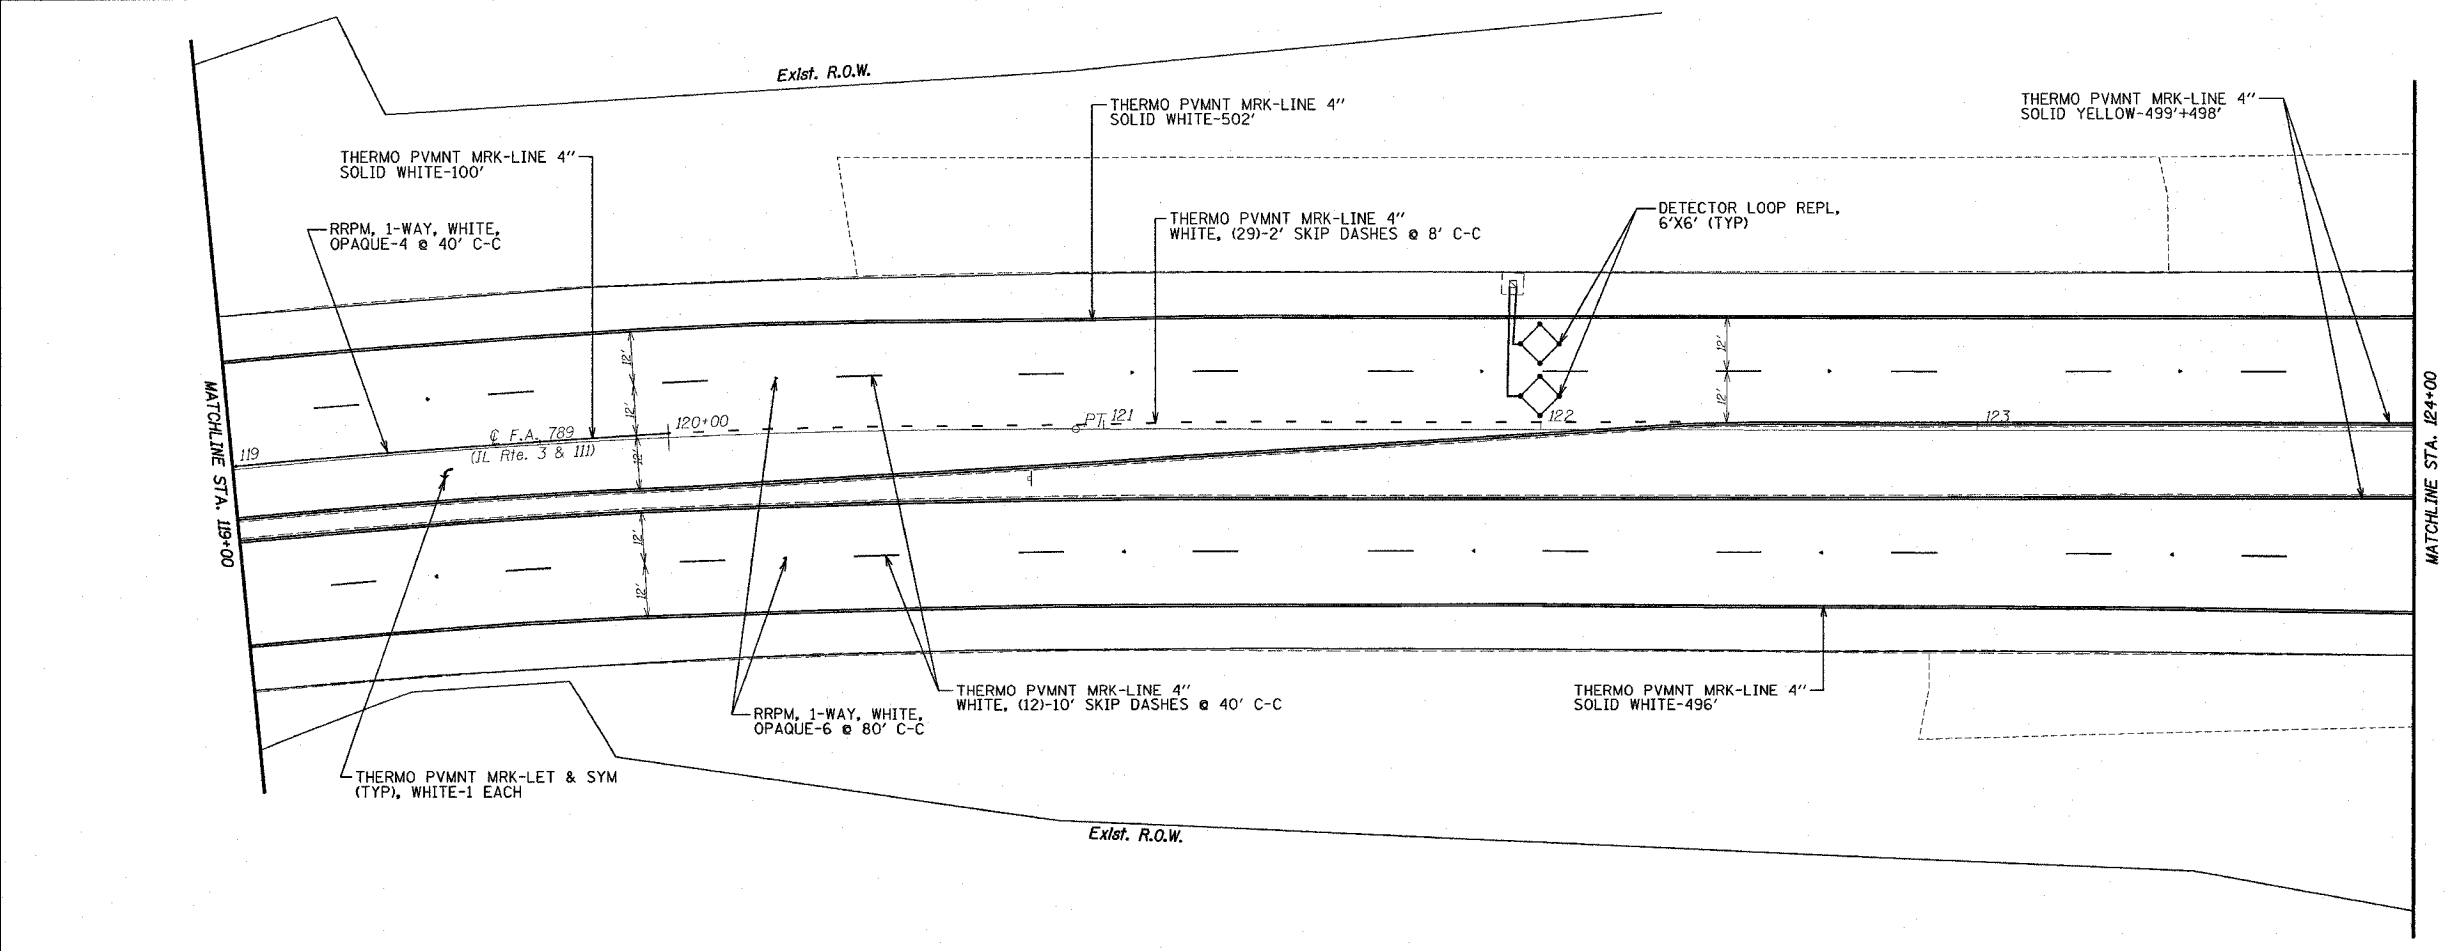 Exist. R.O.W.
THERMO PVMNT MRK-LINE 4"
SOLID WHITE-502'
THERMO PVMNT MRK-LINE 4"
SOLID YELLOW-499'+498'
THERMO PVMNT MRK-LINE 4"
SOLID WHITE-100'
RRPM, 1-WAY, WHITE,
OPAQUE-4 @ 40' C-C
THERMO PVMNT MRK-LINE 4"
WHITE, (29)-2' SKIP DASHES @ 8' C-C
DETECTOR LOOP REPL,
6'X6' (TYP)
12'
12'
12'
12'
12'
MATCHLINE STA. 119+00
119
℄ F.A. 789
(IL Rte. 3 & 111)
120+00
PT
121
122
123
MATCHLINE STA. 124+00
12'
12'
THERMO PVMNT MRK-LINE 4"
WHITE, (12)-10' SKIP DASHES @ 40' C-C
RRPM, 1-WAY, WHITE,
OPAQUE-6 @ 80' C-C
THERMO PVMNT MRK-LINE 4"
SOLID WHITE-496'
THERMO PVMNT MRK-LET & SYM
(TYP), WHITE-1 EACH
Exist. R.O.W.